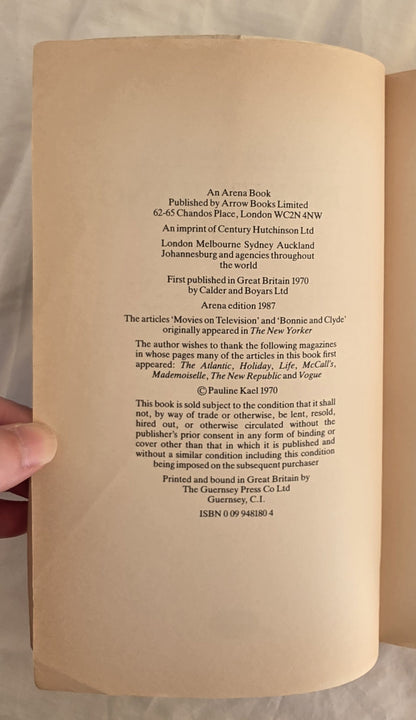 An Arena Book
Published by Arrow Books Limited
62-65 Chandos Place, London WC2N 4NW
An imprint of Century Hutchinson Ltd
London Melbourne Sydney Auckland
Johannesburg and agencies throughout
the world
First published in Great Britain 1970
by Calder and Boyars Ltd
Arena edition 1987
The articles 'Movies on Television' and 'Bonnie and Clyde'
originally appeared in The New Yorker
The author wishes to thank the following magazines
in whose pages many of the articles in this book first
appeared: The Atlantic, Holiday, Life, McCall's,
Mademoiselle, The New Republic and Vogue
© Pauline Kael 1970
This book is sold subject to the condition that it shall
not, by way of trade or otherwise, be lent, resold,
hired out, or otherwise circulated without the
publisher's prior consent in any form of binding or
cover other than that in which it is published and
without a similar condition including this condition
being imposed on the subsequent purchaser
Printed and bound in Great Britain by
The Guernsey Press Co Ltd
Guernsey, C.I.
ISBN 0 09 948180 4